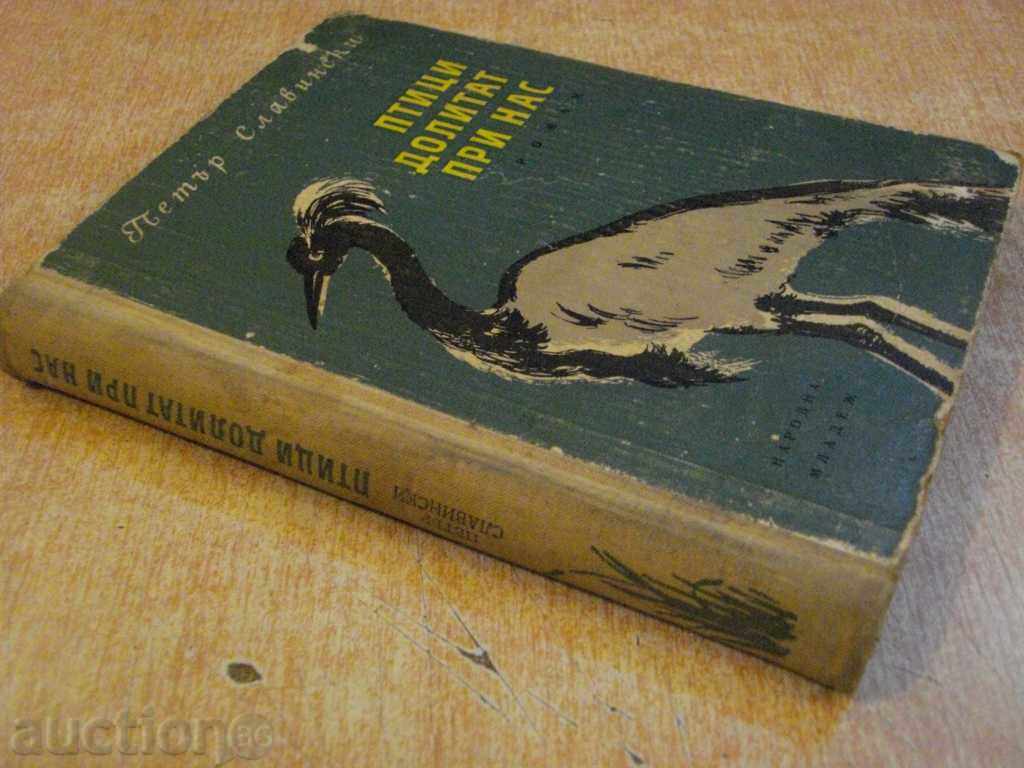 Петър Славински
ПТИЦИ
ДОЛИТАТ
ПРИ НАС
РОМАН
НАРОДНА
МЛАДЕЖ
ПЕТЪР
СЛАВИНСКИ
ПТИЦИ ДОЛИТАТ ПРИ НАС
auction.BG